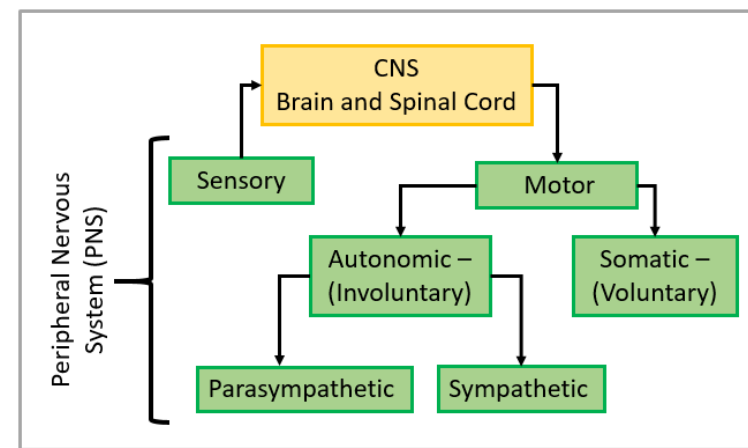 CNS
Brain and Spinal Cord
Peripheral Nervous
System (PNS)
Sensory
Motor
Autonomic –
(Involuntary)
Somatic –
(Voluntary)
Parasympathetic
Sympathetic